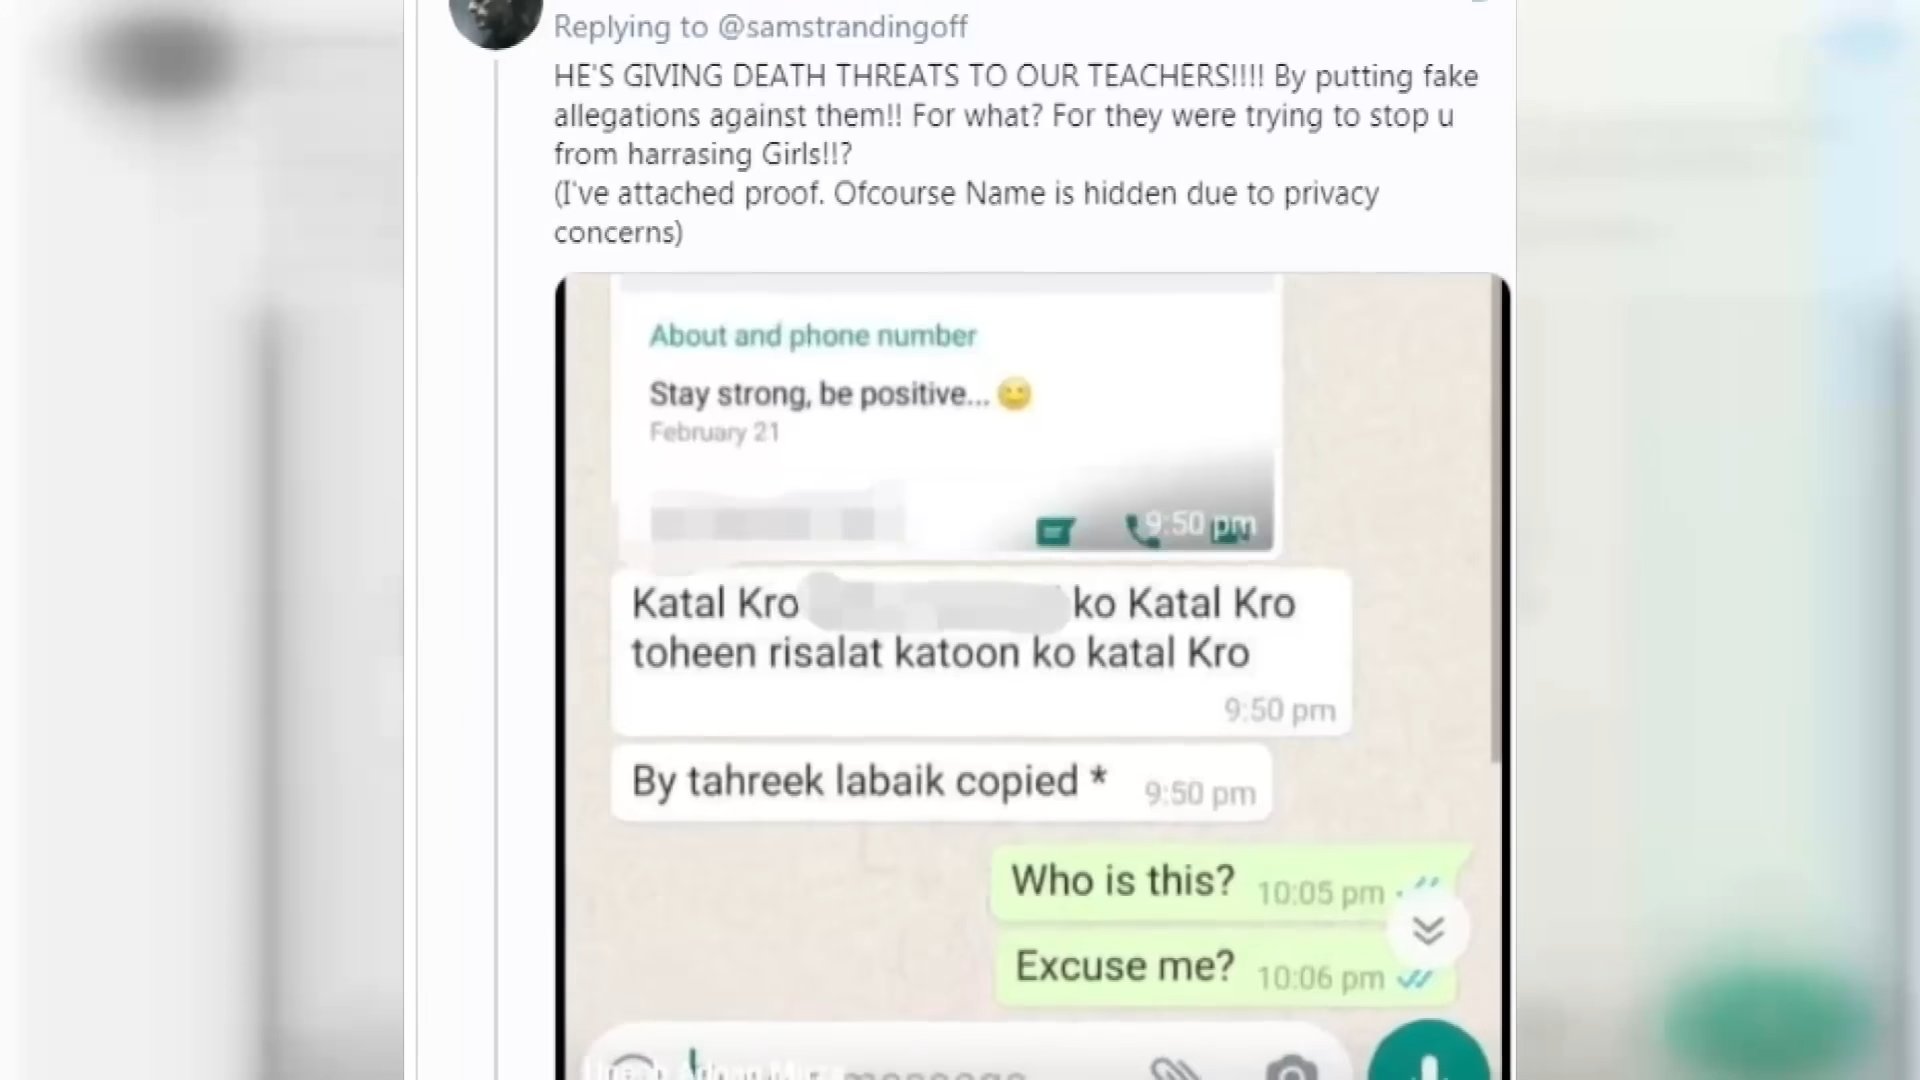 Replying to @samstrandingoff
HE'S GIVING DEATH THREATS TO OUR TEACHERS!!!! By putting fake
allegations against them!! For what? For they were trying to stop u
from harrasing Girls!!?
(I've attached proof. Ofcourse Name is hidden due to privacy
concerns)
About and phone number
Stay strong, be positive... 😊
February 21
9:50 pm
Katal Kro ko Katal Kro
toheen risalat katoon ko katal Kro
9:50 pm
By tahreek labaik copied * 9:50 pm
Who is this? 10:05 pm
Excuse me? 10:06 pm